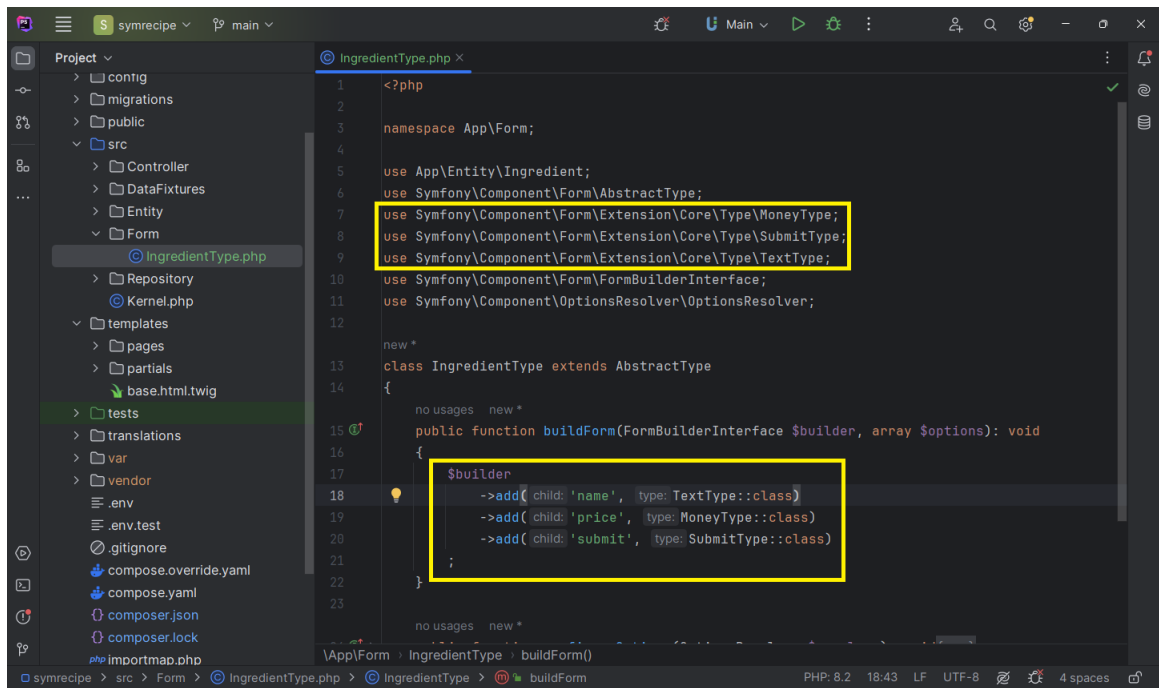 PS
S symrecipe main Main
Project
IngredientType.php
config
migrations
public
src
Controller
DataFixtures
Entity
Form
IngredientType.php
Repository
Kernel.php
templates
pages
partials
base.html.twig
tests
translations
var
vendor
.env
.env.test
.gitignore
compose.override.yaml
compose.yaml
composer.json
composer.lock
php importmap.php
1 <?php
2
3 namespace App\Form;
4
5 use App\Entity\Ingredient;
6 use Symfony\Component\Form\AbstractType;
7 use Symfony\Component\Form\Extension\Core\Type\MoneyType;
8 use Symfony\Component\Form\Extension\Core\Type\SubmitType;
9 use Symfony\Component\Form\Extension\Core\Type\TextType;
10 use Symfony\Component\Form\FormBuilderInterface;
11 use Symfony\Component\OptionsResolver\OptionsResolver;
12
new *
13 class IngredientType extends AbstractType
14 {
no usages new *
15 public function buildForm(FormBuilderInterface $builder, array $options): void
16 {
17 $builder
18 ->add( child: 'name', type: TextType::class)
19 ->add( child: 'price', type: MoneyType::class)
20 ->add( child: 'submit', type: SubmitType::class)
21 ;
22 }
23
no usages new *
\App\Form › IngredientType › buildForm()
symrecipe > src > Form > IngredientType.php > IngredientType > buildForm PHP: 8.2 18:43 LF UTF-8 4 spaces